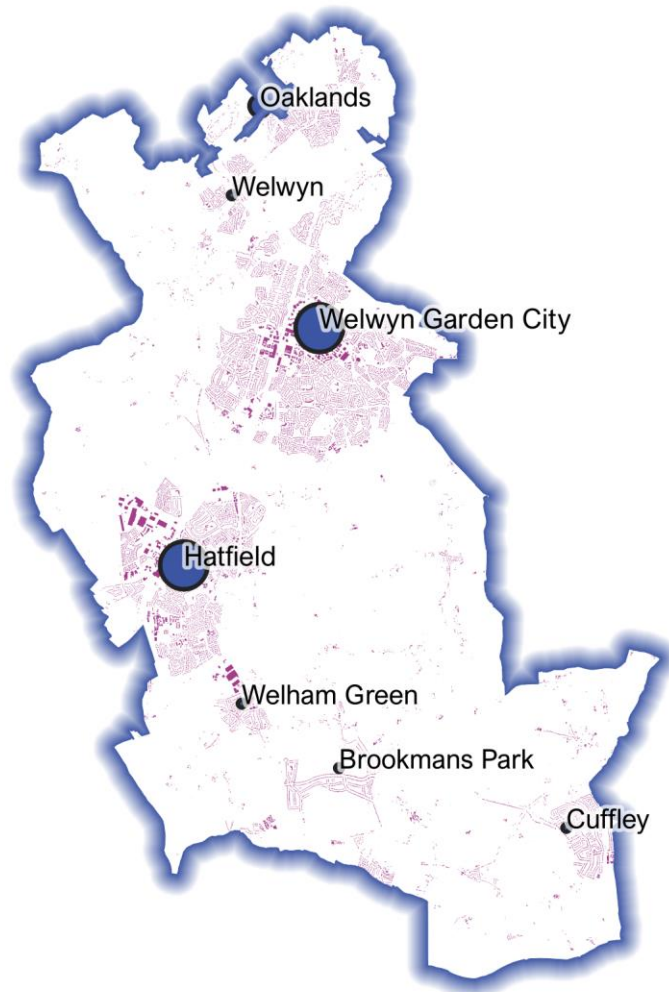 Oaklands
Welwyn
Welwyn Garden City
Hatfield
Welham Green
Brookmans Park
Cuffley